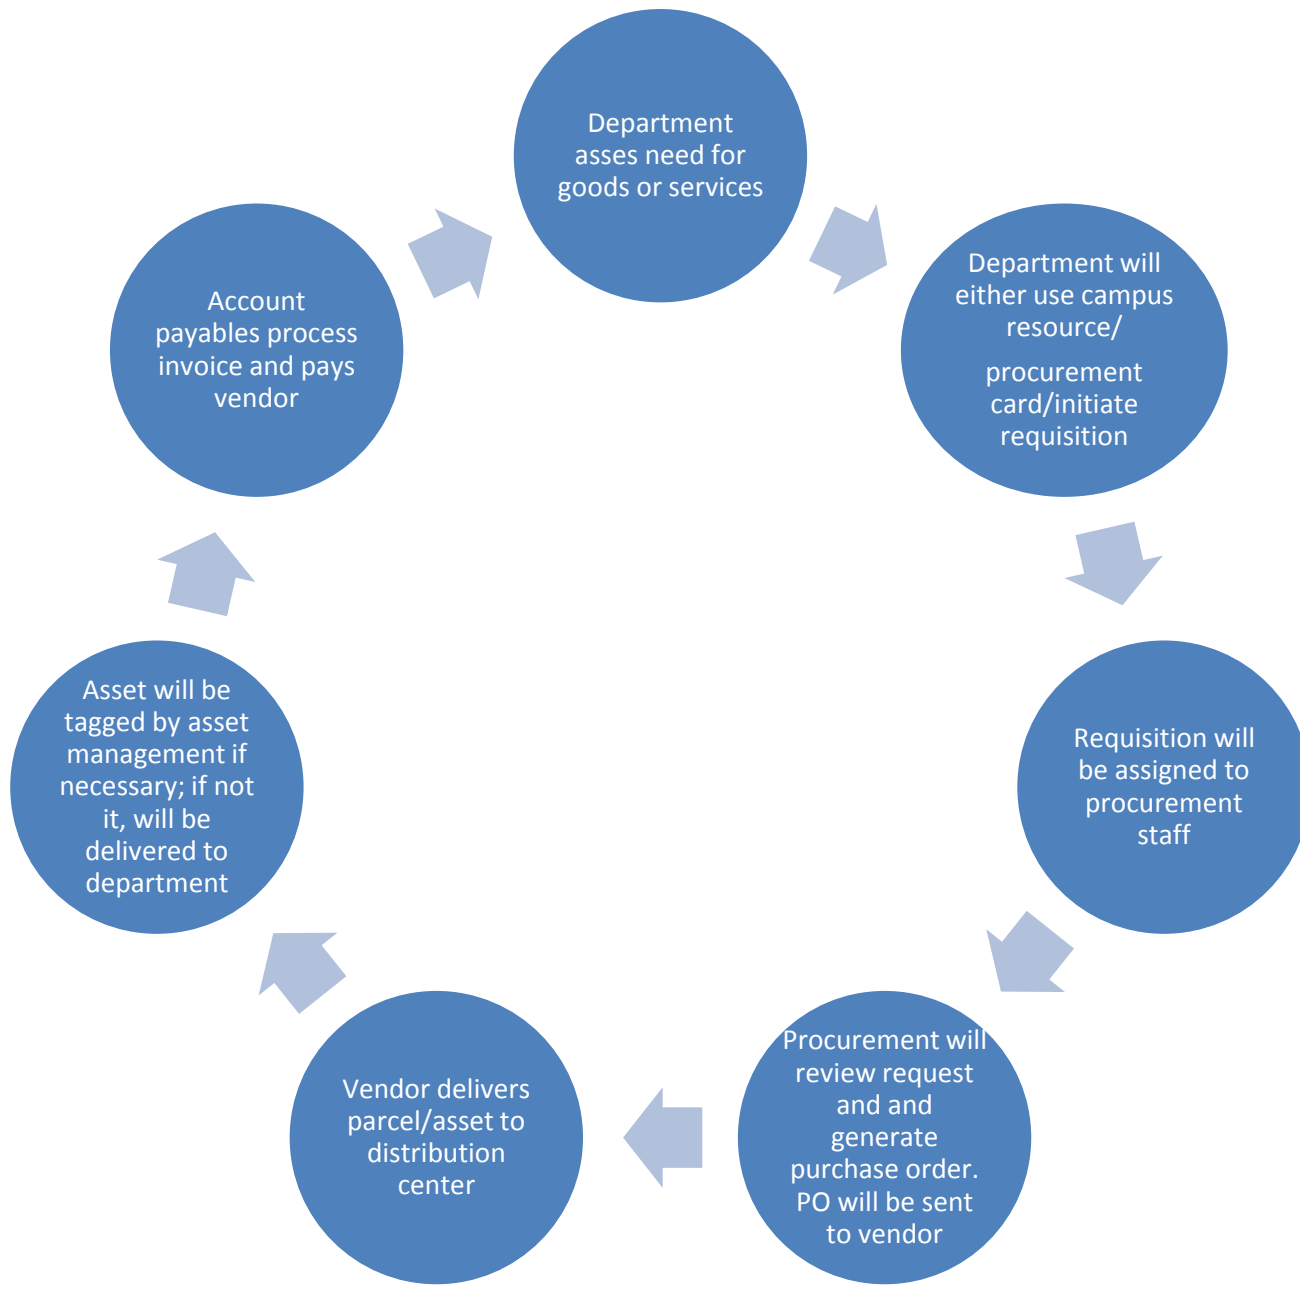 Department
asses need for
goods or services
Department will
either use campus
resource/
procurement
card/initiate
requisition
Requisition will
be assigned to
procurement
staff
Procurement will
review request
and and
generate
purchase order.
PO will be sent
to vendor
Vendor delivers
parcel/asset to
distribution
center
Asset will be
tagged by asset
management if
necessary; if not
it, will be
delivered to
department
Account
payables process
invoice and pays
vendor